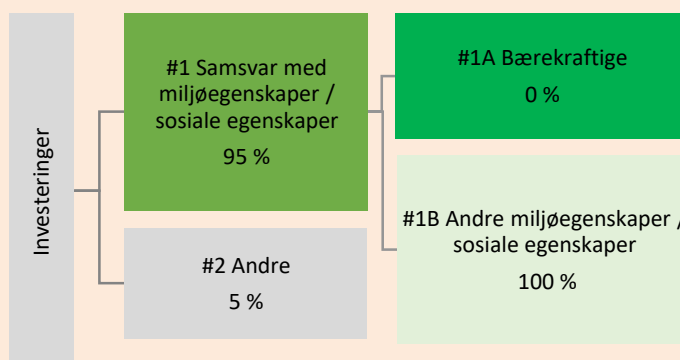 Investeringer
#1 Samsvar med
miljøegenskaper /
sosiale egenskaper
95 %
#2 Andre
5 %
#1A Bærekraftige
0 %
#1B Andre miljøegenskaper /
sosiale egenskaper
100 %